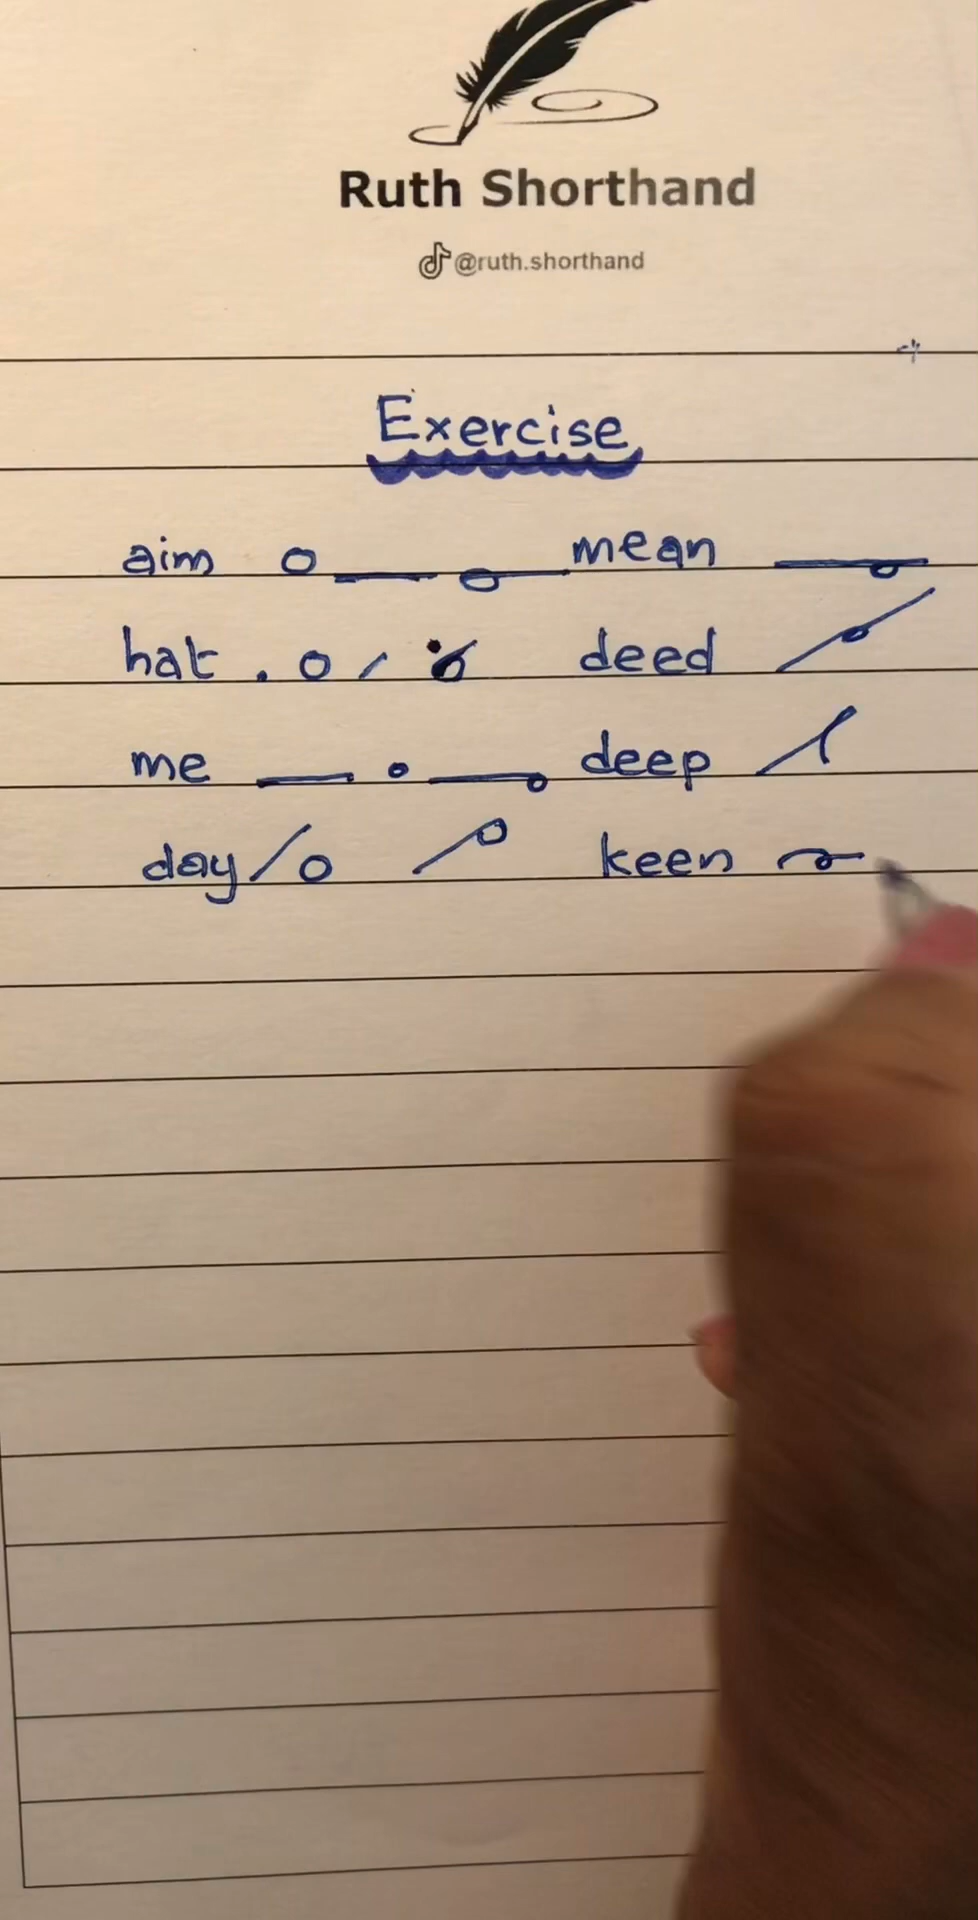 Ruth Shorthand
@ruth.shorthand
Exercise
aim mean
hat deed
me deep
day keen